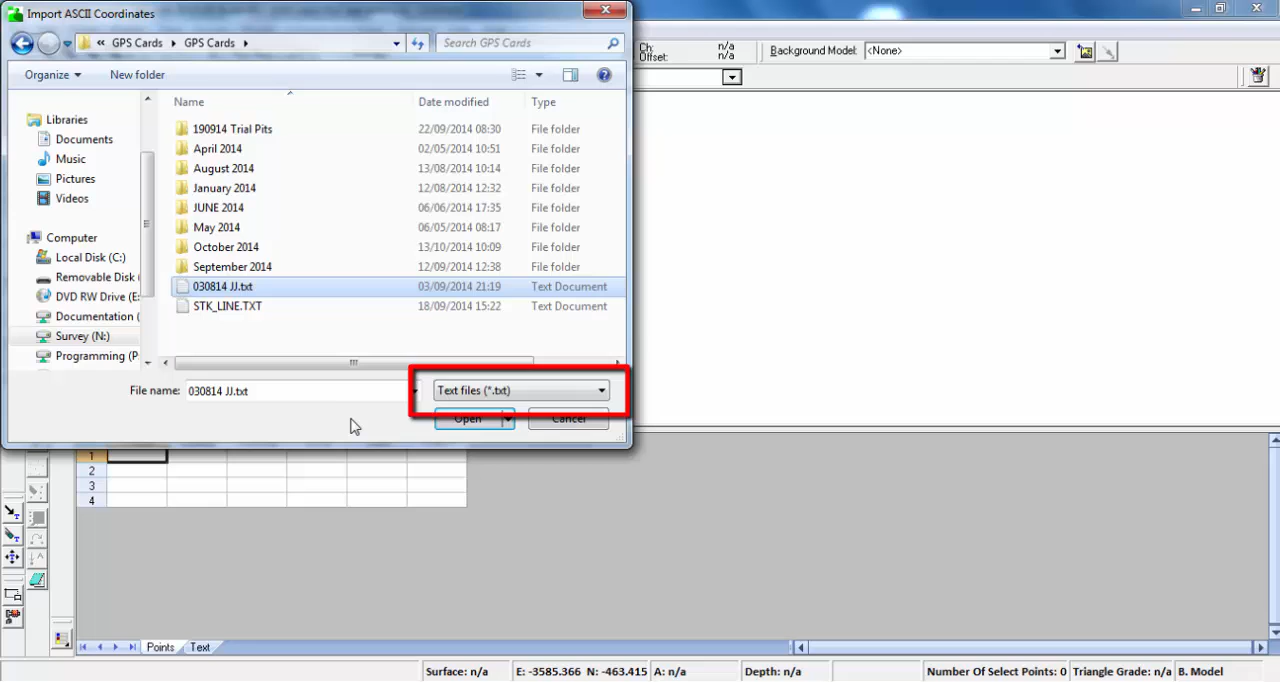 Import ASCII Coordinates
« GPS Cards ▸ GPS Cards ▸
Search GPS Cards
Ch: n/a
Offset: n/a
Background Model: <None>
Organize
New folder
Name Date modified Type
Libraries
Documents
Music
Pictures
Videos
Computer
Local Disk (C:)
Removable Disk
DVD RW Drive (E:
Documentation (
Survey (N:)
Programming (P:
190914 Trial Pits 22/09/2014 08:30 File folder
April 2014 02/05/2014 10:51 File folder
August 2014 13/08/2014 10:14 File folder
January 2014 12/08/2014 12:32 File folder
JUNE 2014 06/06/2014 17:35 File folder
May 2014 06/05/2014 08:17 File folder
October 2014 13/10/2014 10:09 File folder
September 2014 12/09/2014 12:38 File folder
030814 JJ.txt 03/09/2014 21:19 Text Document
STK_LINE.TXT 18/09/2014 15:22 Text Document
File name: 030814 JJ.txt
Text files (*.txt)
Open
Cancel
1
2
3
4
Points Text
Surface: n/a E: -3585.366 N: -463.415 A: n/a Depth: n/a Number Of Select Points: 0 Triangle Grade: n/a B. Model